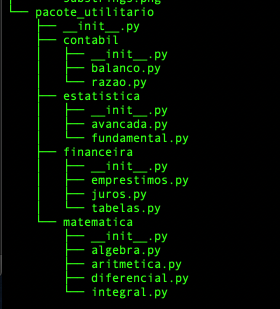 substrings.png
└── pacote_utilitario
    ├── __init__.py
    ├── contabil
    │   ├── __init__.py
    │   ├── balanco.py
    │   └── razao.py
    ├── estatistica
    │   ├── __init__.py
    │   ├── avancada.py
    │   └── fundamental.py
    ├── financeira
    │   ├── __init__.py
    │   ├── emprestimos.py
    │   ├── juros.py
    │   └── tabelas.py
    └── matematica
        ├── __init__.py
        ├── algebra.py
        ├── aritmetica.py
        ├── diferencial.py
        └── integral.py